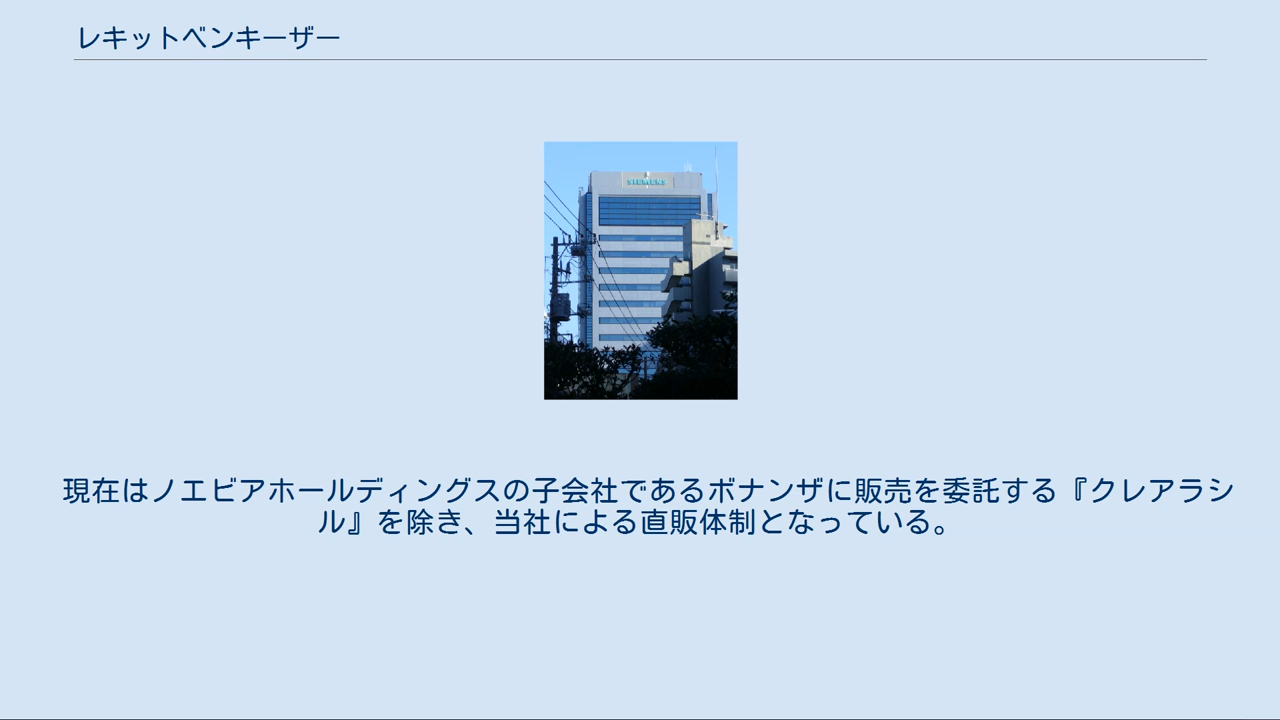 レキットベンキーザー
SIEMENS
現在はノエビアホールディングスの子会社であるボナンザに販売を委託する『クレアラシ
ル』を除き、当社による直販体制となっている。